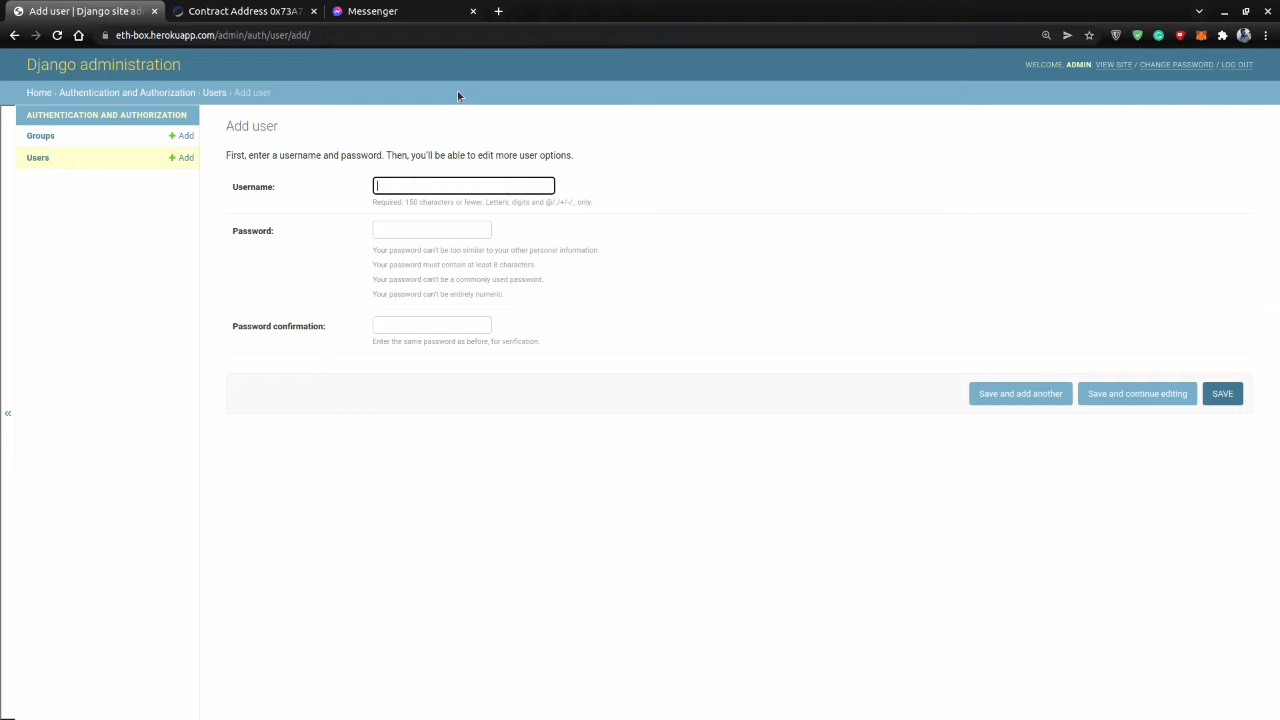 Add user | Django site adm
Contract Address 0x73A7
Messenger
eth-box.herokuapp.com/admin/auth/user/add/
Django administration
WELCOME, ADMIN. VIEW SITE / CHANGE PASSWORD / LOG OUT
Home › Authentication and Authorization › Users › Add user
AUTHENTICATION AND AUTHORIZATION
Groups + Add
Users + Add
«
Add user
First, enter a username and password. Then, you'll be able to edit more user options.
Username:
Required. 150 characters or fewer. Letters, digits and @/./+/-/_ only.
Password:
Your password can't be too similar to your other personal information.
Your password must contain at least 8 characters.
Your password can't be a commonly used password.
Your password can't be entirely numeric.
Password confirmation:
Enter the same password as before, for verification.
Save and add another
Save and continue editing
SAVE